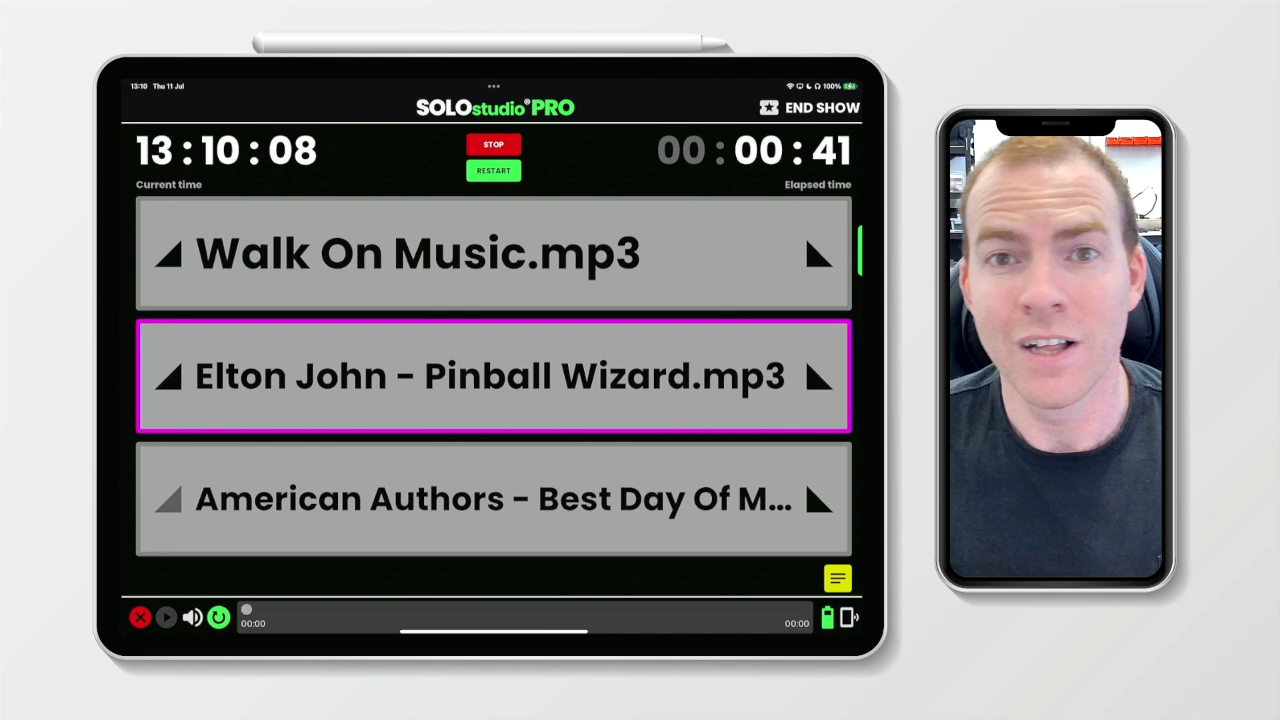 13:10 Thu 11 Jul
100%
SOLOstudio®PRO
END SHOW
13:10:08
STOP
00:00:41
RESTART
Current time
Elapsed time
Walk On Music.mp3
Elton John - Pinball Wizard.mp3
American Authors - Best Day Of M...
00:00
00:00